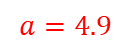 a = 4.9